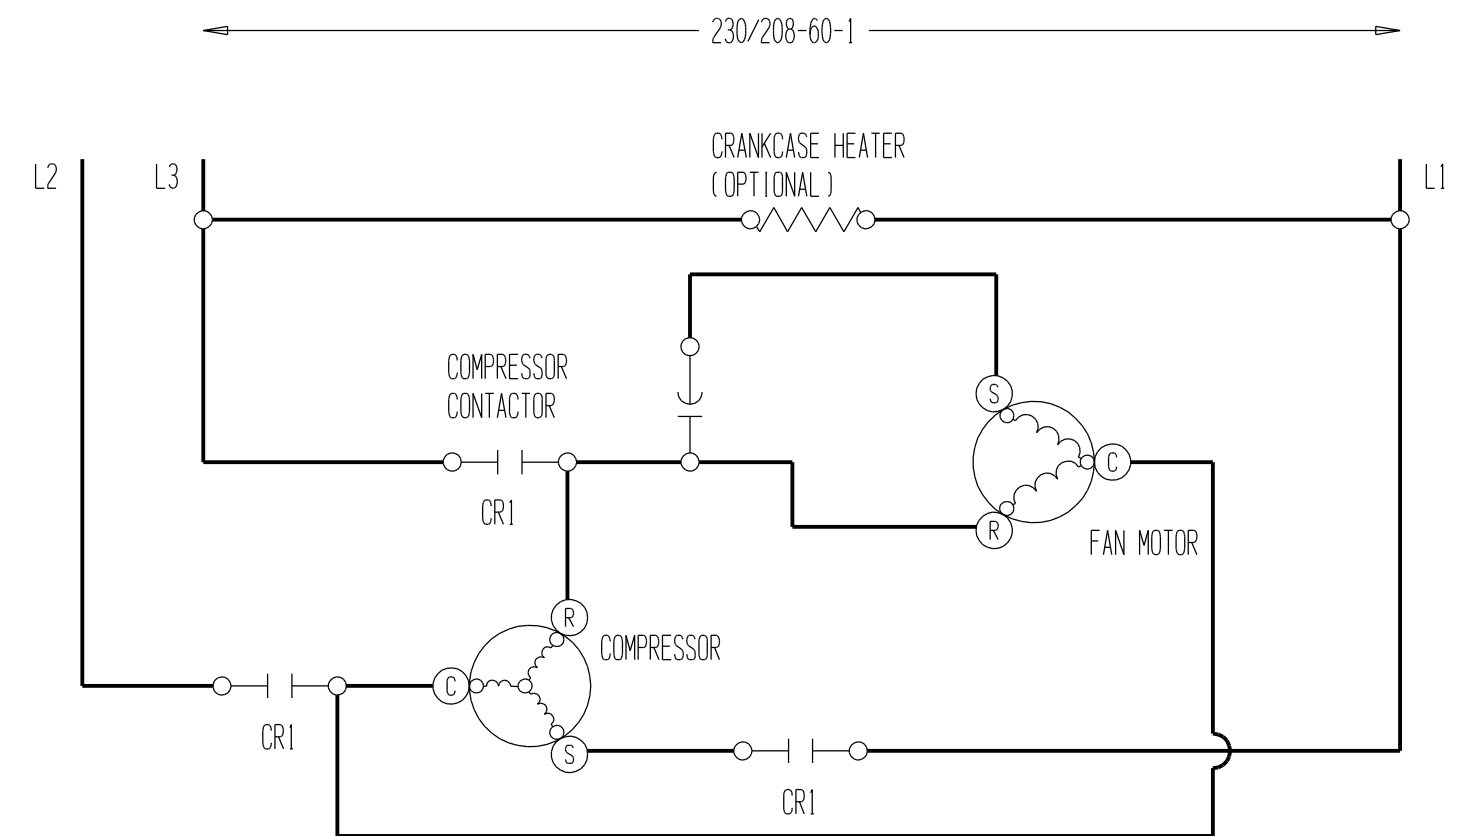 230/208-60-1
CRANKCASE HEATER
(OPTIONAL)
L2
L3
L1
COMPRESSOR
CONTACTOR
S
C
CR1
R
FAN MOTOR
R
COMPRESSOR
C
CR1
S
CR1